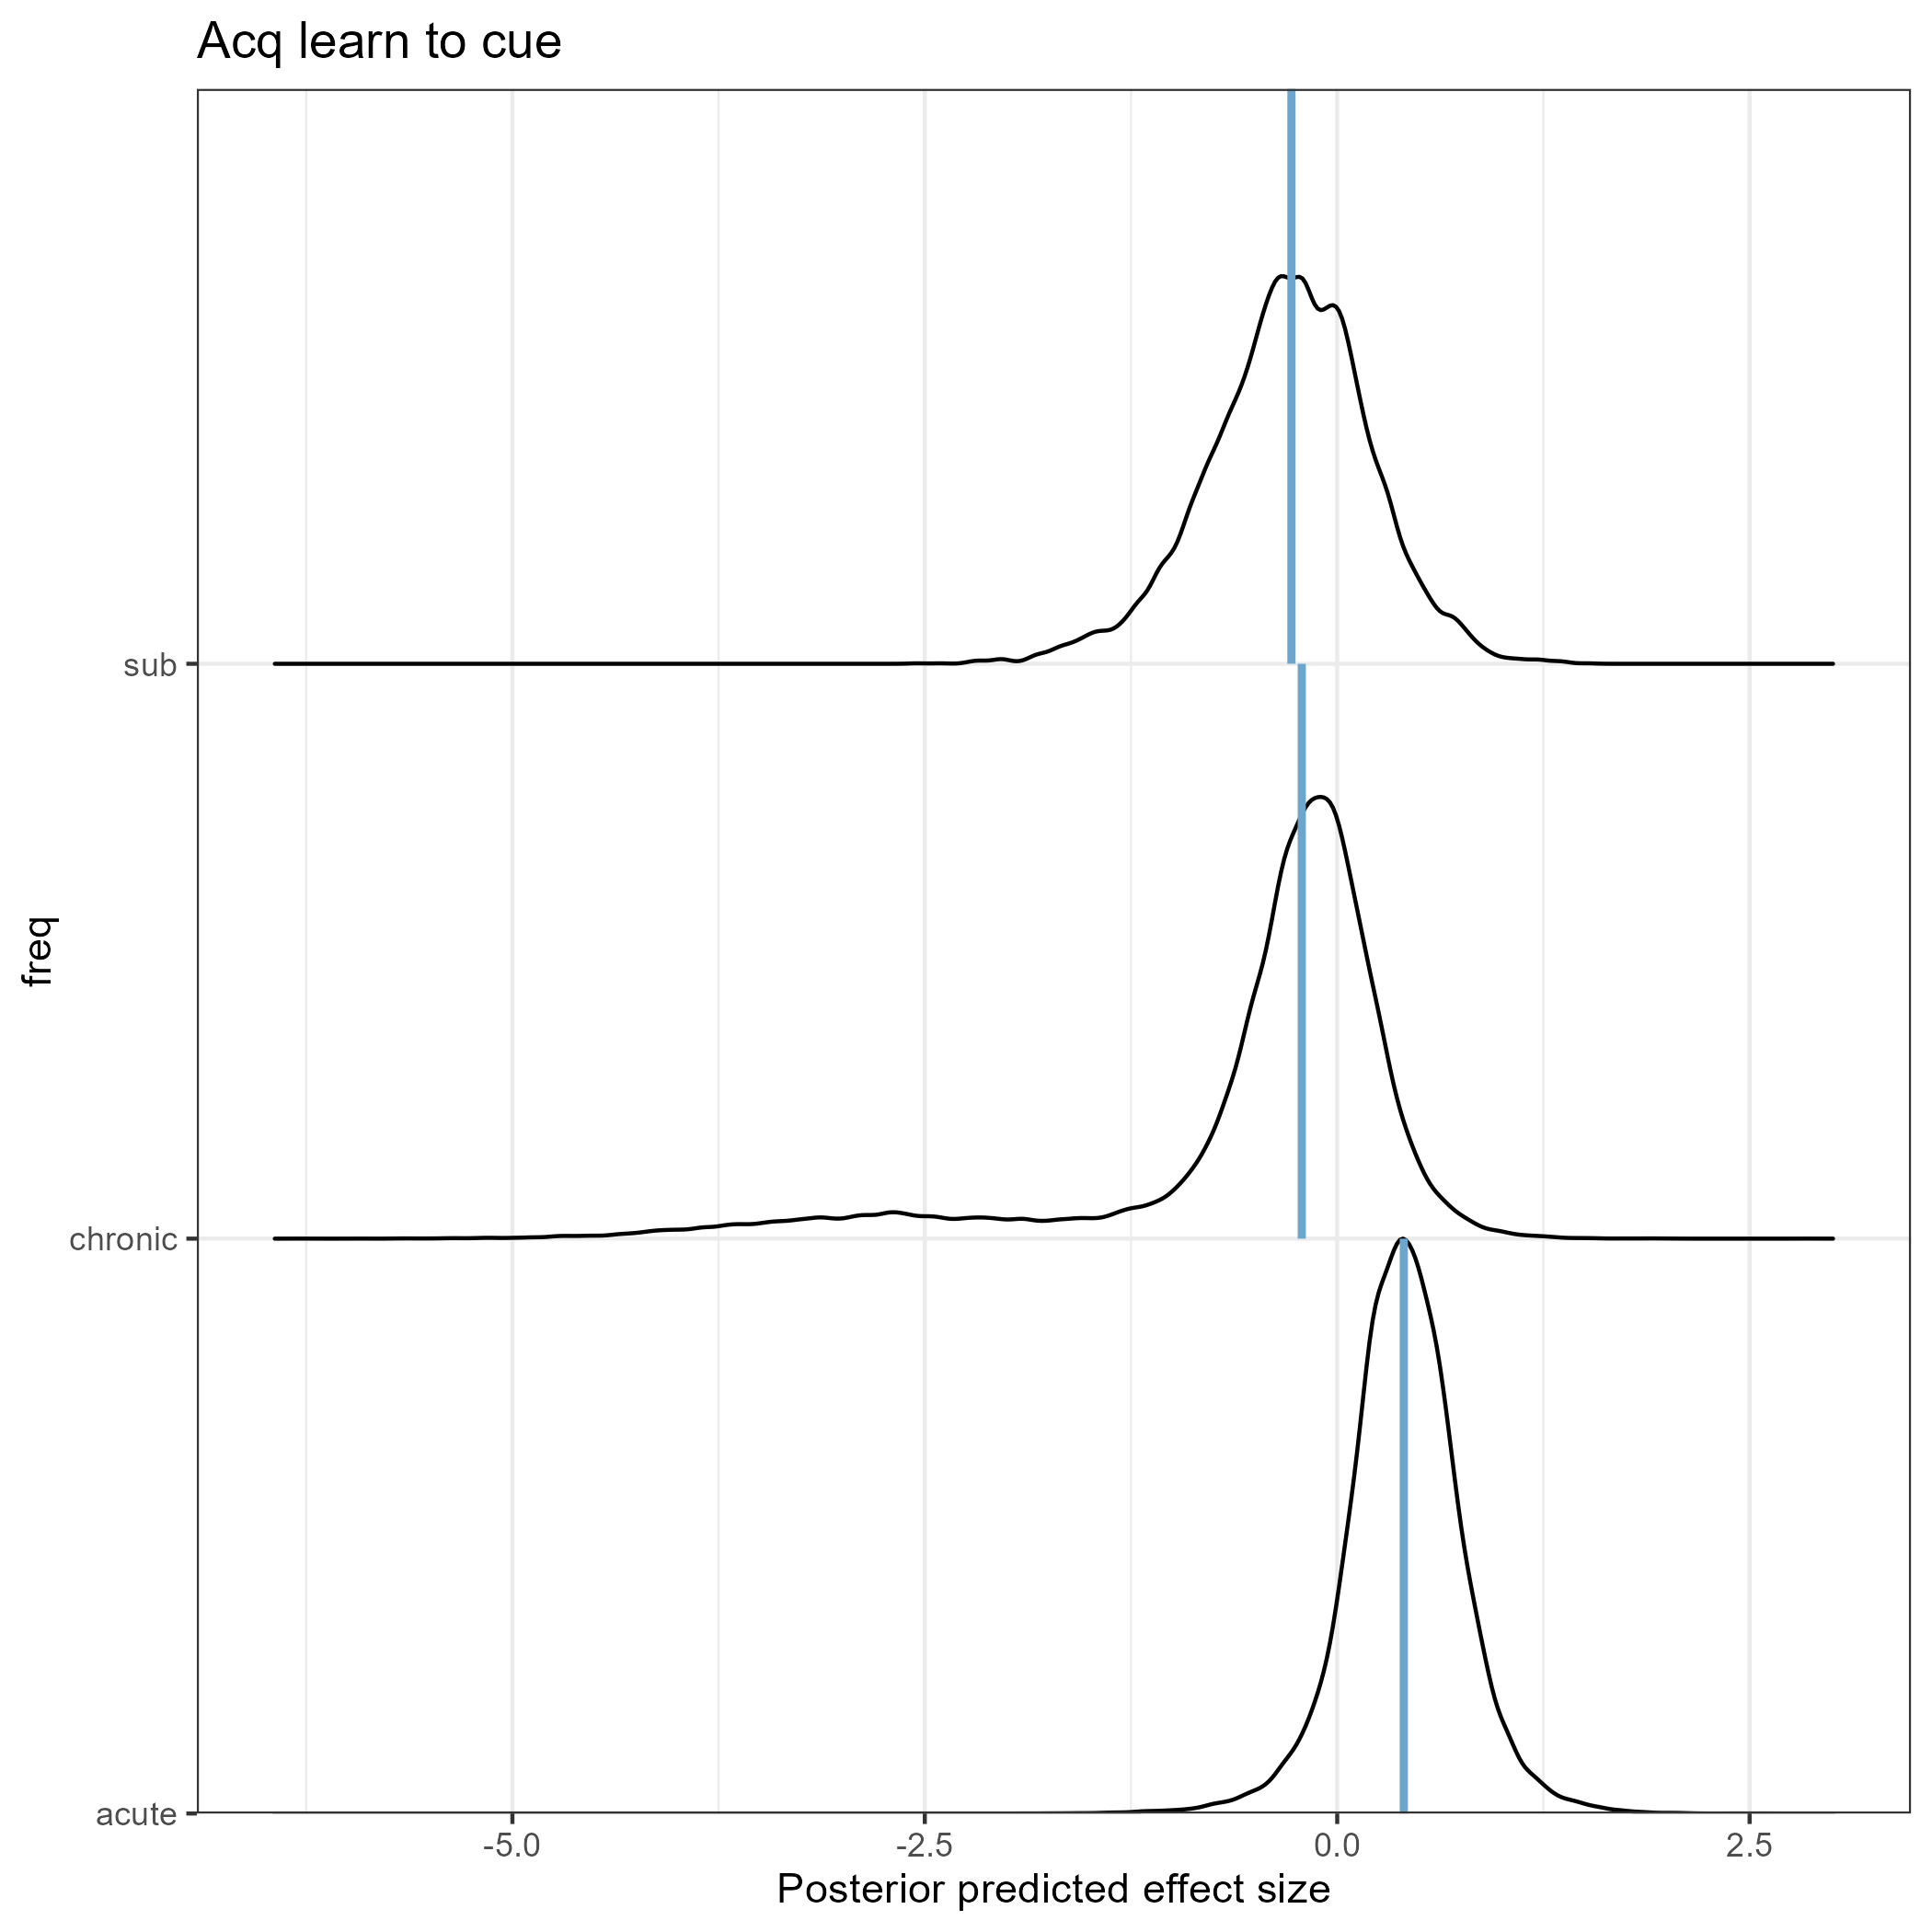 Acq learn to cue
freq
sub
chronic
acute
-5.0 -2.5 0.0 2.5
Posterior predicted effect size